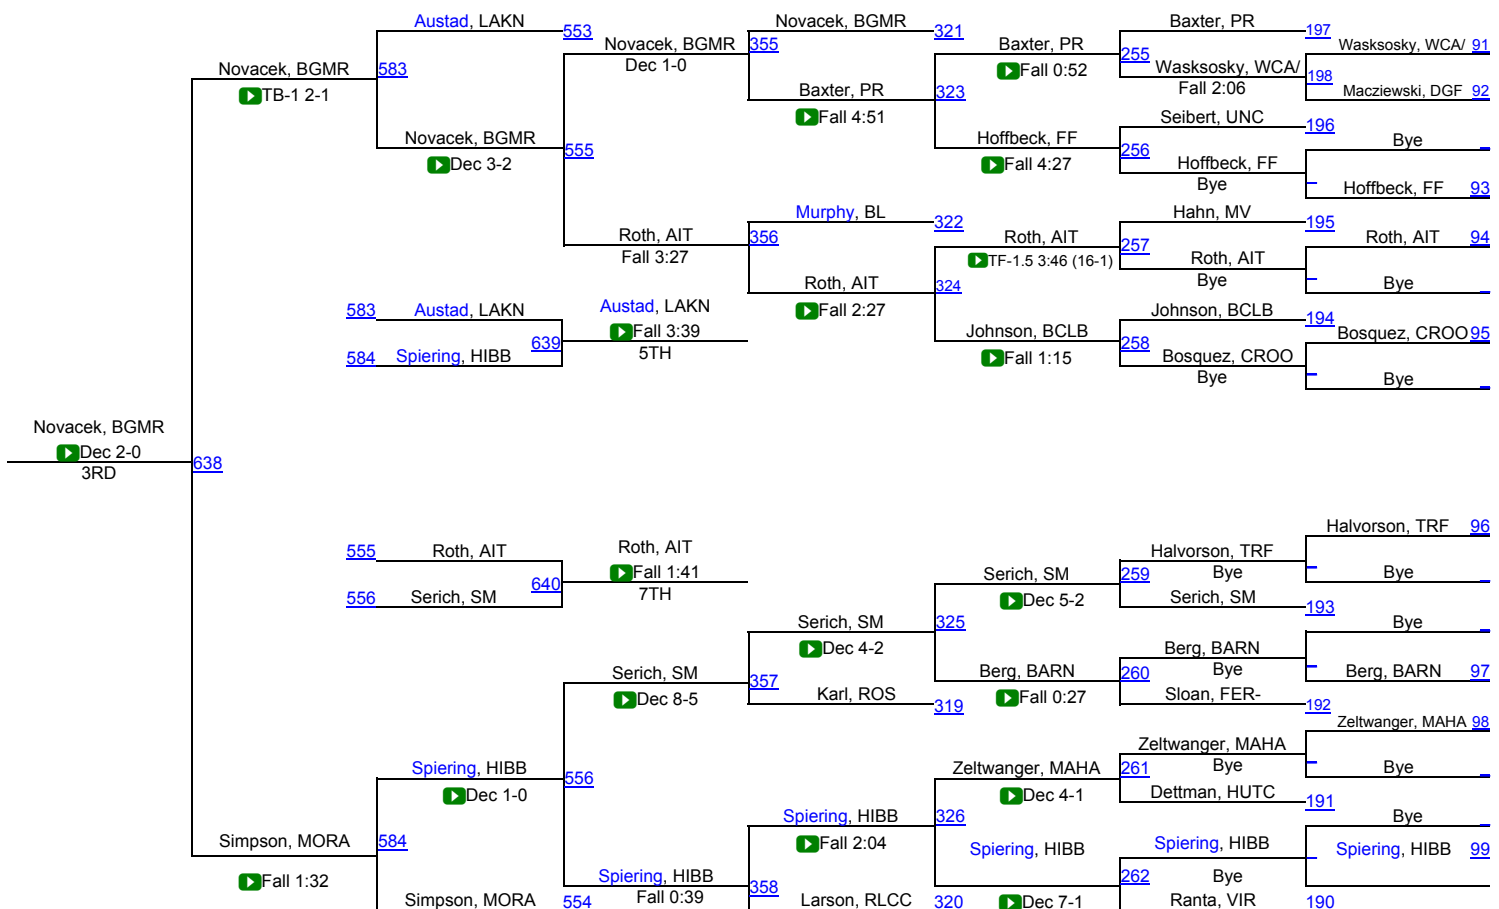 Austad, LAKN
553
Novacek, BGMR
583
TB-1 2-1
Novacek, BGMR
Dec 3-2
555
Novacek, BGMR
Dec 1-0
355
Novacek, BGMR
321
Baxter, PR
Fall 4:51
323
Baxter, PR
Fall 0:52
255
Baxter, PR
197
Wasksosky, WCA/
Fall 2:06
198
Wasksosky, WCA/ 91
Macziewski, DGF 92
Hoffbeck, FF
Fall 4:27
256
Seibert, UNC
196
Hoffbeck, FF
Bye
Bye
Hoffbeck, FF 93
Roth, AIT
Fall 3:27
356
Murphy, BL
322
Roth, AIT
Fall 2:27
324
Roth, AIT
TF-1.5 3:46 (16-1)
257
Hahn, MV
195
Roth, AIT
Bye
Roth, AIT 94
Bye
Johnson, BCLB
Fall 1:15
258
Johnson, BCLB
194
Bosquez, CROO
Bye
Bosquez, CROO 95
Bye
583 Austad, LAKN
584 Spiering, HIBB
639
Austad, LAKN
Fall 3:39
5TH
Novacek, BGMR
Dec 2-0
3RD
638
555 Roth, AIT
556 Serich, SM
640
Roth, AIT
Fall 1:41
7TH
Serich, SM
Dec 8-5
357
Serich, SM
Dec 4-2
325
Serich, SM
Dec 5-2
259
Halvorson, TRF
Bye
Serich, SM
193
Halvorson, TRF 96
Bye
Berg, BARN
Fall 0:27
260
Berg, BARN
Bye
Sloan, FER-
192
Bye
Berg, BARN 97
Karl, ROS
319
Spiering, HIBB
Dec 1-0
556
Zeltwanger, MAHA
Dec 4-1
261
Zeltwanger, MAHA
Bye
Dettman, HUTC
191
Zeltwanger, MAHA 98
Bye
Simpson, MORA
Fall 1:32
584
Spiering, HIBB
Fall 0:39
358
Spiering, HIBB
Fall 2:04
326
Spiering, HIBB
Dec 7-1
262
Spiering, HIBB
Bye
Ranta, VIR
190
Bye
Spiering, HIBB 99
Simpson, MORA
554
Larson, RLCC
320